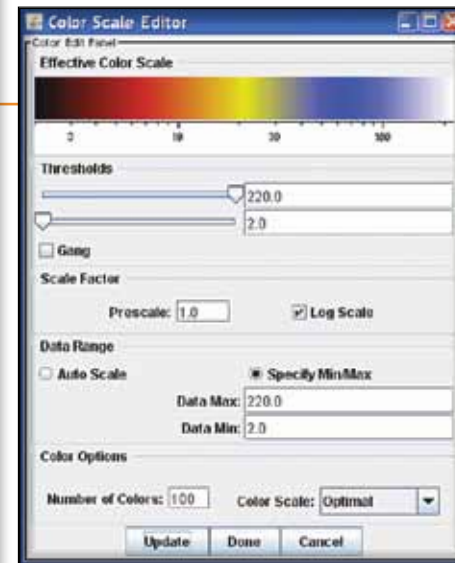 Color Scale Editor
Color Edit Panel
Effective Color Scale
3 10 30 100
Thresholds
220.0
2.0
Gang
Scale Factor
Prescale: 1.0 Log Scale
Data Range
Auto Scale Specify Min/Max
Data Max: 220.0
Data Min: 2.0
Color Options
Number of Colors: 100 Color Scale: Optimal
Update Done Cancel